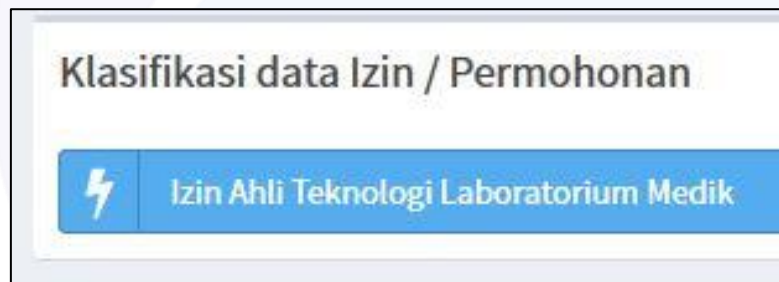 Klasifikasi data Izin / Permohonan
Izin Ahli Teknologi Laboratorium Medik